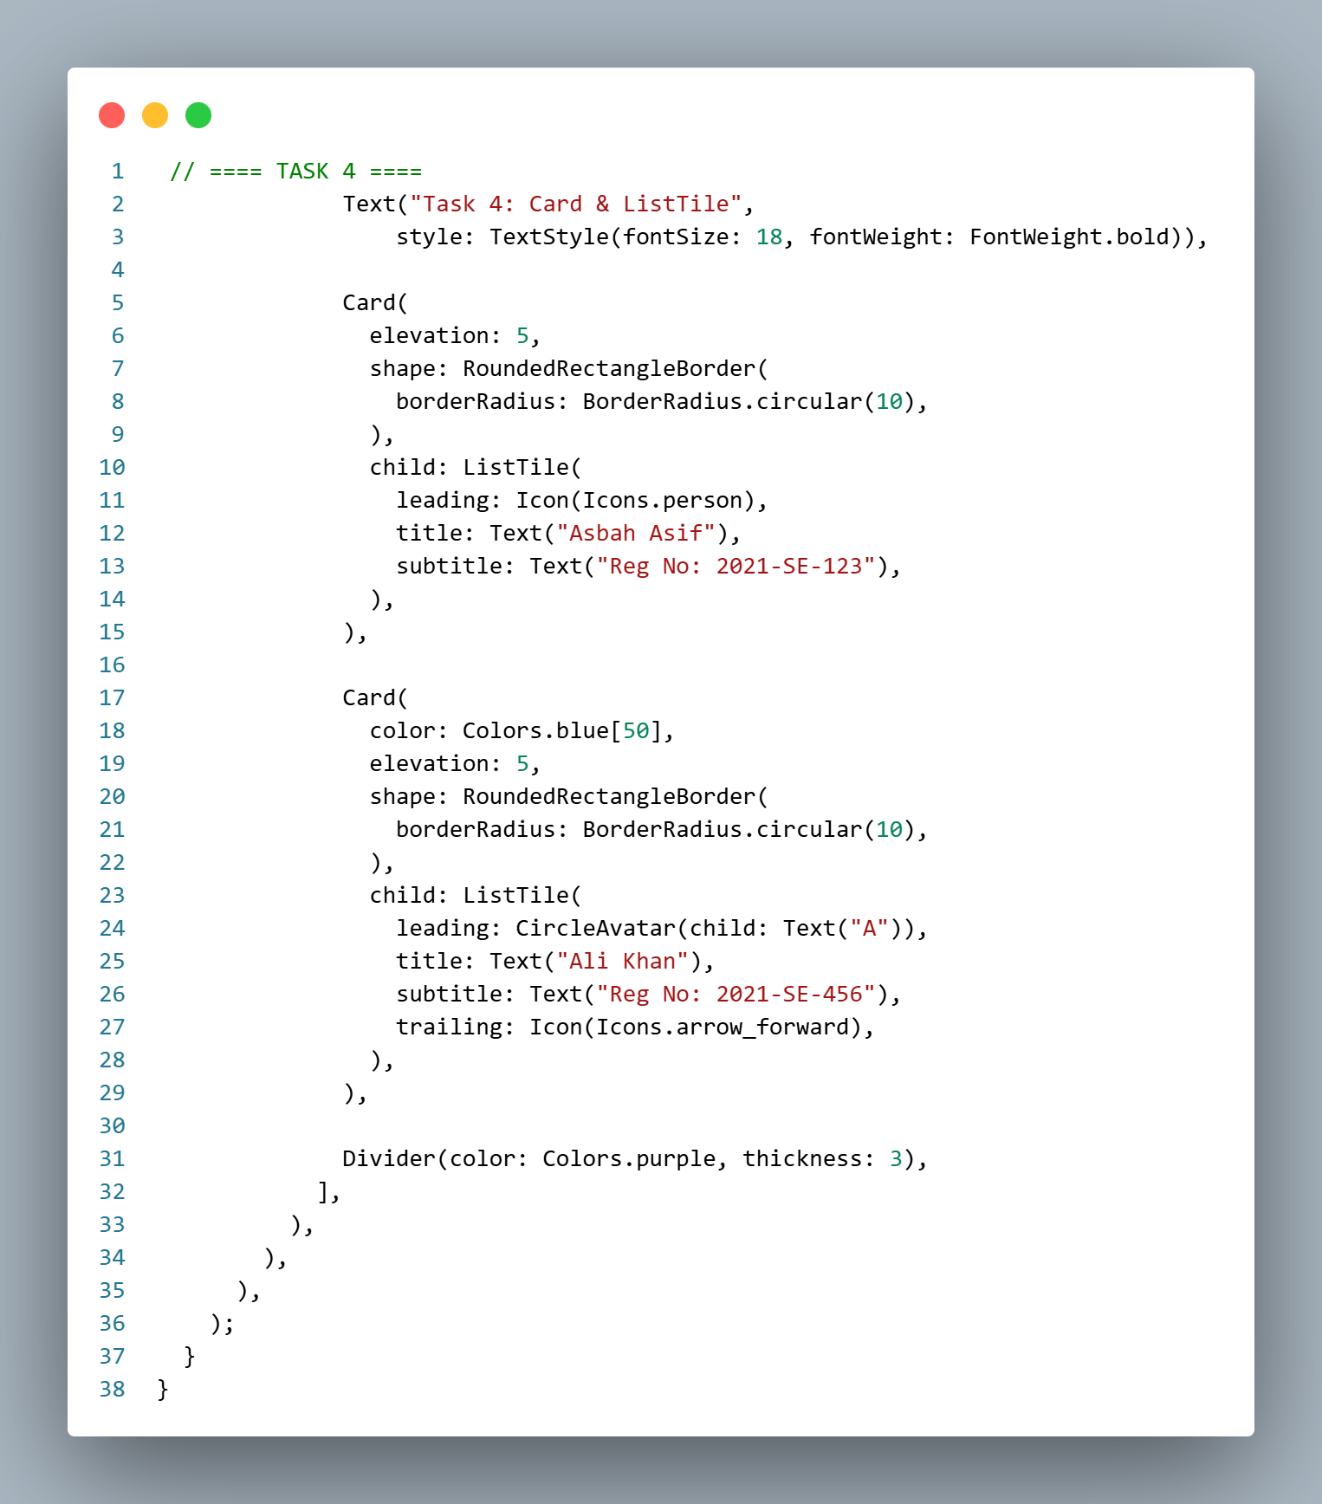 1 // ==== TASK 4 ====
2 Text("Task 4: Card & ListTile",
3 style: TextStyle(fontSize: 18, fontWeight: FontWeight.bold)),
4
5 Card(
6 elevation: 5,
7 shape: RoundedRectangleBorder(
8 borderRadius: BorderRadius.circular(10),
9 ),
10 child: ListTile(
11 leading: Icon(Icons.person),
12 title: Text("Asbah Asif"),
13 subtitle: Text("Reg No: 2021-SE-123"),
14 ),
15 ),
16
17 Card(
18 color: Colors.blue[50],
19 elevation: 5,
20 shape: RoundedRectangleBorder(
21 borderRadius: BorderRadius.circular(10),
22 ),
23 child: ListTile(
24 leading: CircleAvatar(child: Text("A")),
25 title: Text("Ali Khan"),
26 subtitle: Text("Reg No: 2021-SE-456"),
27 trailing: Icon(Icons.arrow_forward),
28 ),
29 ),
30
31 Divider(color: Colors.purple, thickness: 3),
32 ],
33 ),
34 ),
35 ),
36 );
37 }
38 }